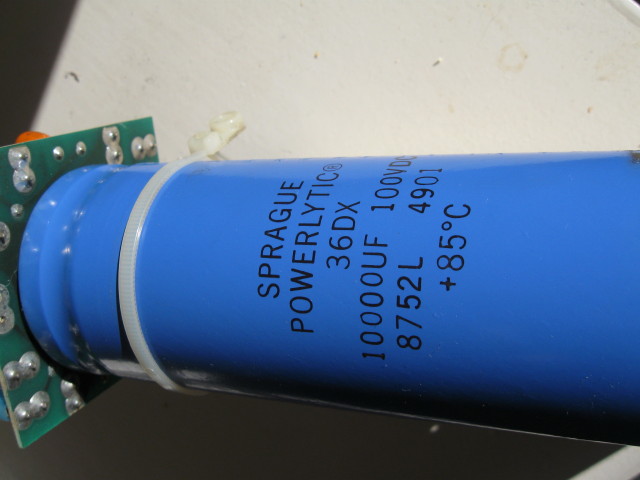 SPRAGUE
POWERLYTIC®
36DX
10000UF 100VDC
8752L 4901
+85°C